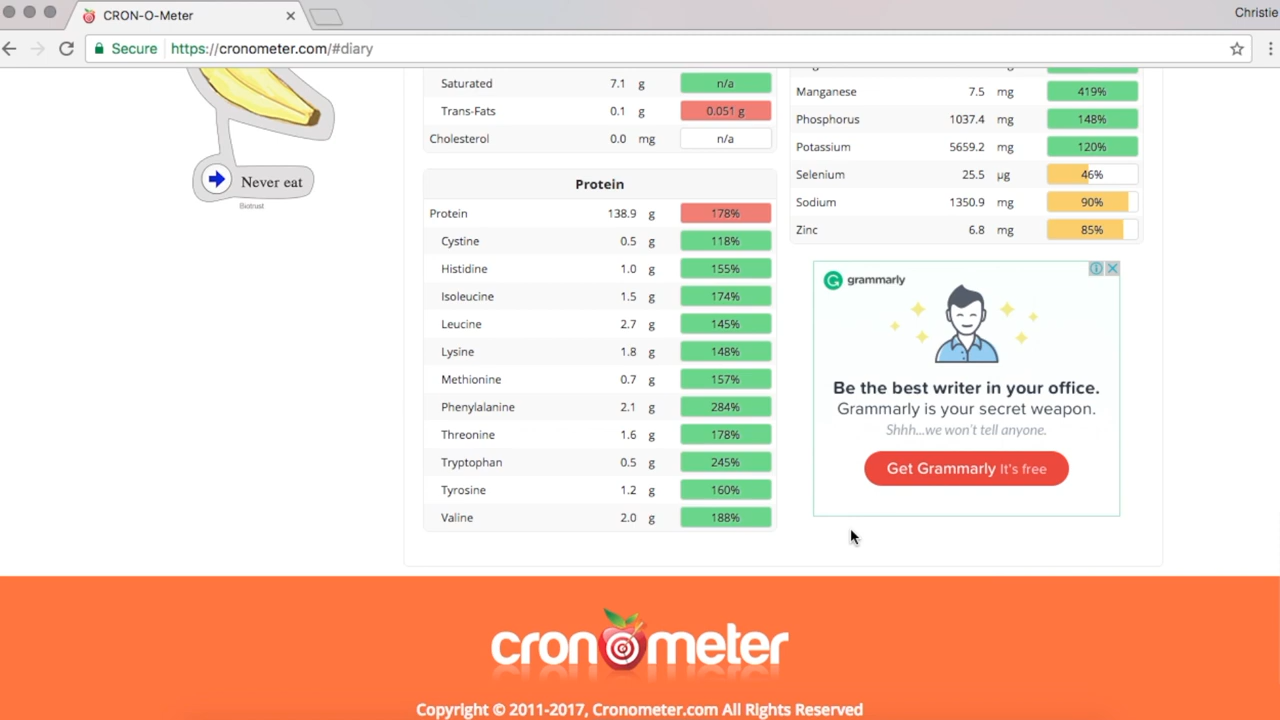 CRON-O-Meter
Christie
Secure
https://cronometer.com/#diary
Never eat
Biotrust
Saturated 7.1 g n/a
Trans-Fats 0.1 g 0.051 g
Cholesterol 0.0 mg n/a
Protein
Protein 138.9 g 178%
Cystine 0.5 g 118%
Histidine 1.0 g 155%
Isoleucine 1.5 g 174%
Leucine 2.7 g 145%
Lysine 1.8 g 148%
Methionine 0.7 g 157%
Phenylalanine 2.1 g 284%
Threonine 1.6 g 178%
Tryptophan 0.5 g 245%
Tyrosine 1.2 g 160%
Valine 2.0 g 188%
Manganese 7.5 mg 419%
Phosphorus 1037.4 mg 148%
Potassium 5659.2 mg 120%
Selenium 25.5 µg 46%
Sodium 1350.9 mg 90%
Zinc 6.8 mg 85%
grammarly
Be the best writer in your office.
Grammarly is your secret weapon.
Shhh...we won't tell anyone.
Get Grammarly It's free
cronometer
Copyright © 2011-2017, Cronometer.com All Rights Reserved